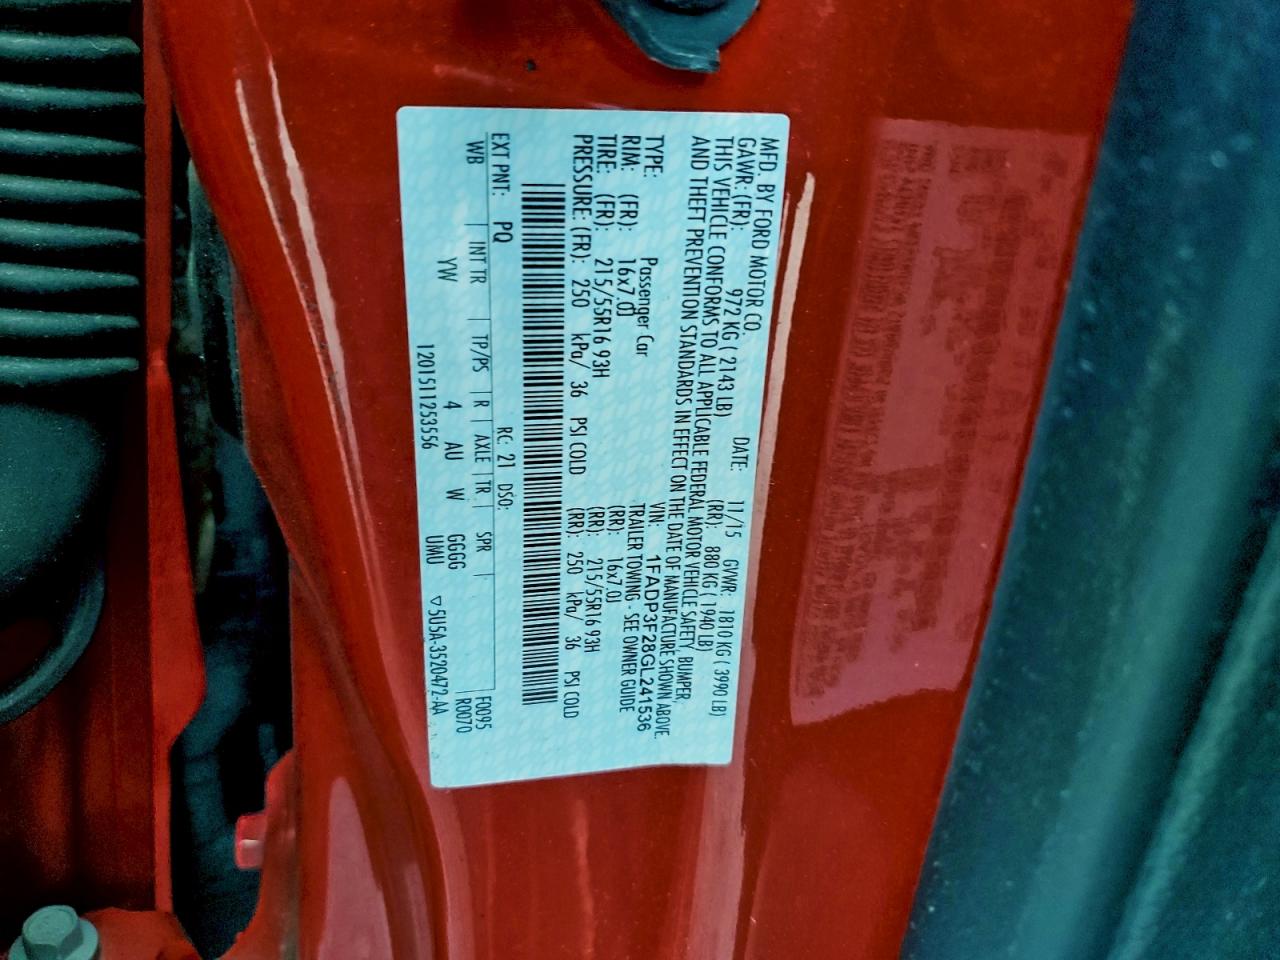 MFD. BY FORD MOTOR CO.
DATE: 11/15 GVWR: 1810 KG ( 3990 LB)
GAWR: (FR): 972 KG ( 2143 LB) (RR): 880 KG ( 1940 LB)
THIS VEHICLE CONFORMS TO ALL APPLICABLE FEDERAL MOTOR VEHICLE SAFETY, BUMPER,
AND THEFT PREVENTION STANDARDS IN EFFECT ON THE DATE OF MANUFACTURE SHOWN ABOVE.
VIN: 1FADP3F28GL241536
TYPE: Passenger Car TRAILER TOWING - SEE OWNER GUIDE
RIM: (FR): 16x7.0J (RR): 16x7.0J
TIRE: (FR): 215/55R16 93H (RR): 215/55R16 93H
PRESSURE: (FR): 250 kPa/ 36 PSI COLD (RR): 250 kPa/ 36 PSI COLD
EXT PNT: PQ RC: 21 DSO: F0095
WB INT TR TP/PS R AXLE TR SPR R0070
YW 4 AU W GGGG
UMU
1201511253556 ▽5U5A-3520472-AA